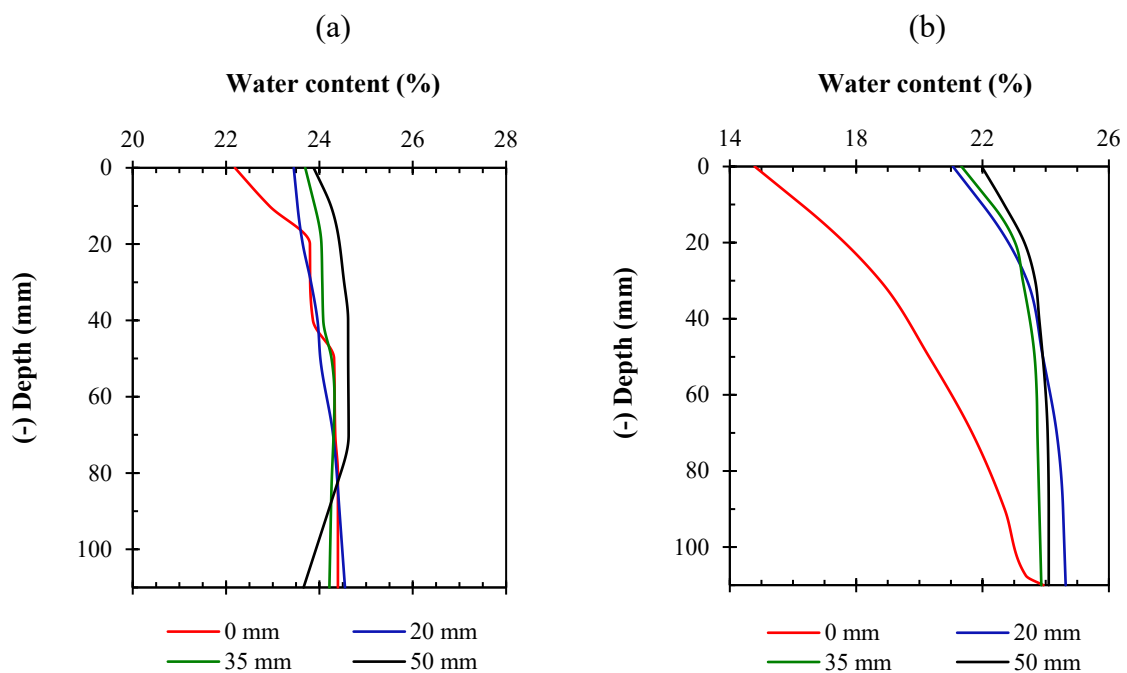 (a)
Water content (%)
20 22 24 26 28
0
20
40
60
80
100
(-) Depth (mm)
0 mm 20 mm
35 mm 50 mm
(b)
Water content (%)
14 18 22 26
0
20
40
60
80
100
(-) Depth (mm)
0 mm 20 mm
35 mm 50 mm